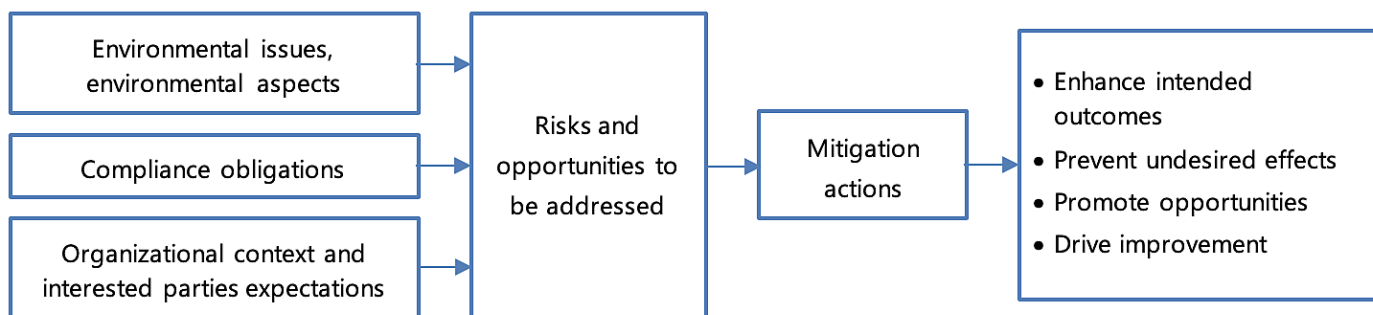 Environmental issues,
environmental aspects
Compliance obligations
Organizational context and
interested parties expectations
Risks and
opportunities to
be addressed
Mitigation
actions
• Enhance intended
outcomes
• Prevent undesired effects
• Promote opportunities
• Drive improvement